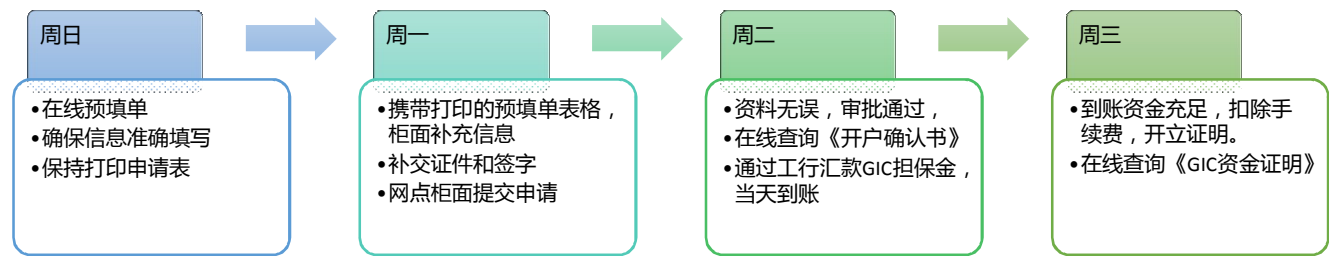 周日
•在线预填单
•确保信息准确填写
•保持打印申请表
周一
•携带打印的预填单表格，
柜面补充信息
•补交证件和签字
•网点柜面提交申请
周二
•资料无误，审批通过，
•在线查询《开户确认书》
•通过工行汇款GIC担保金，
当天到账
周三
•到账资金充足，扣除手
续费，开立证明。
•在线查询《GIC资金证明》